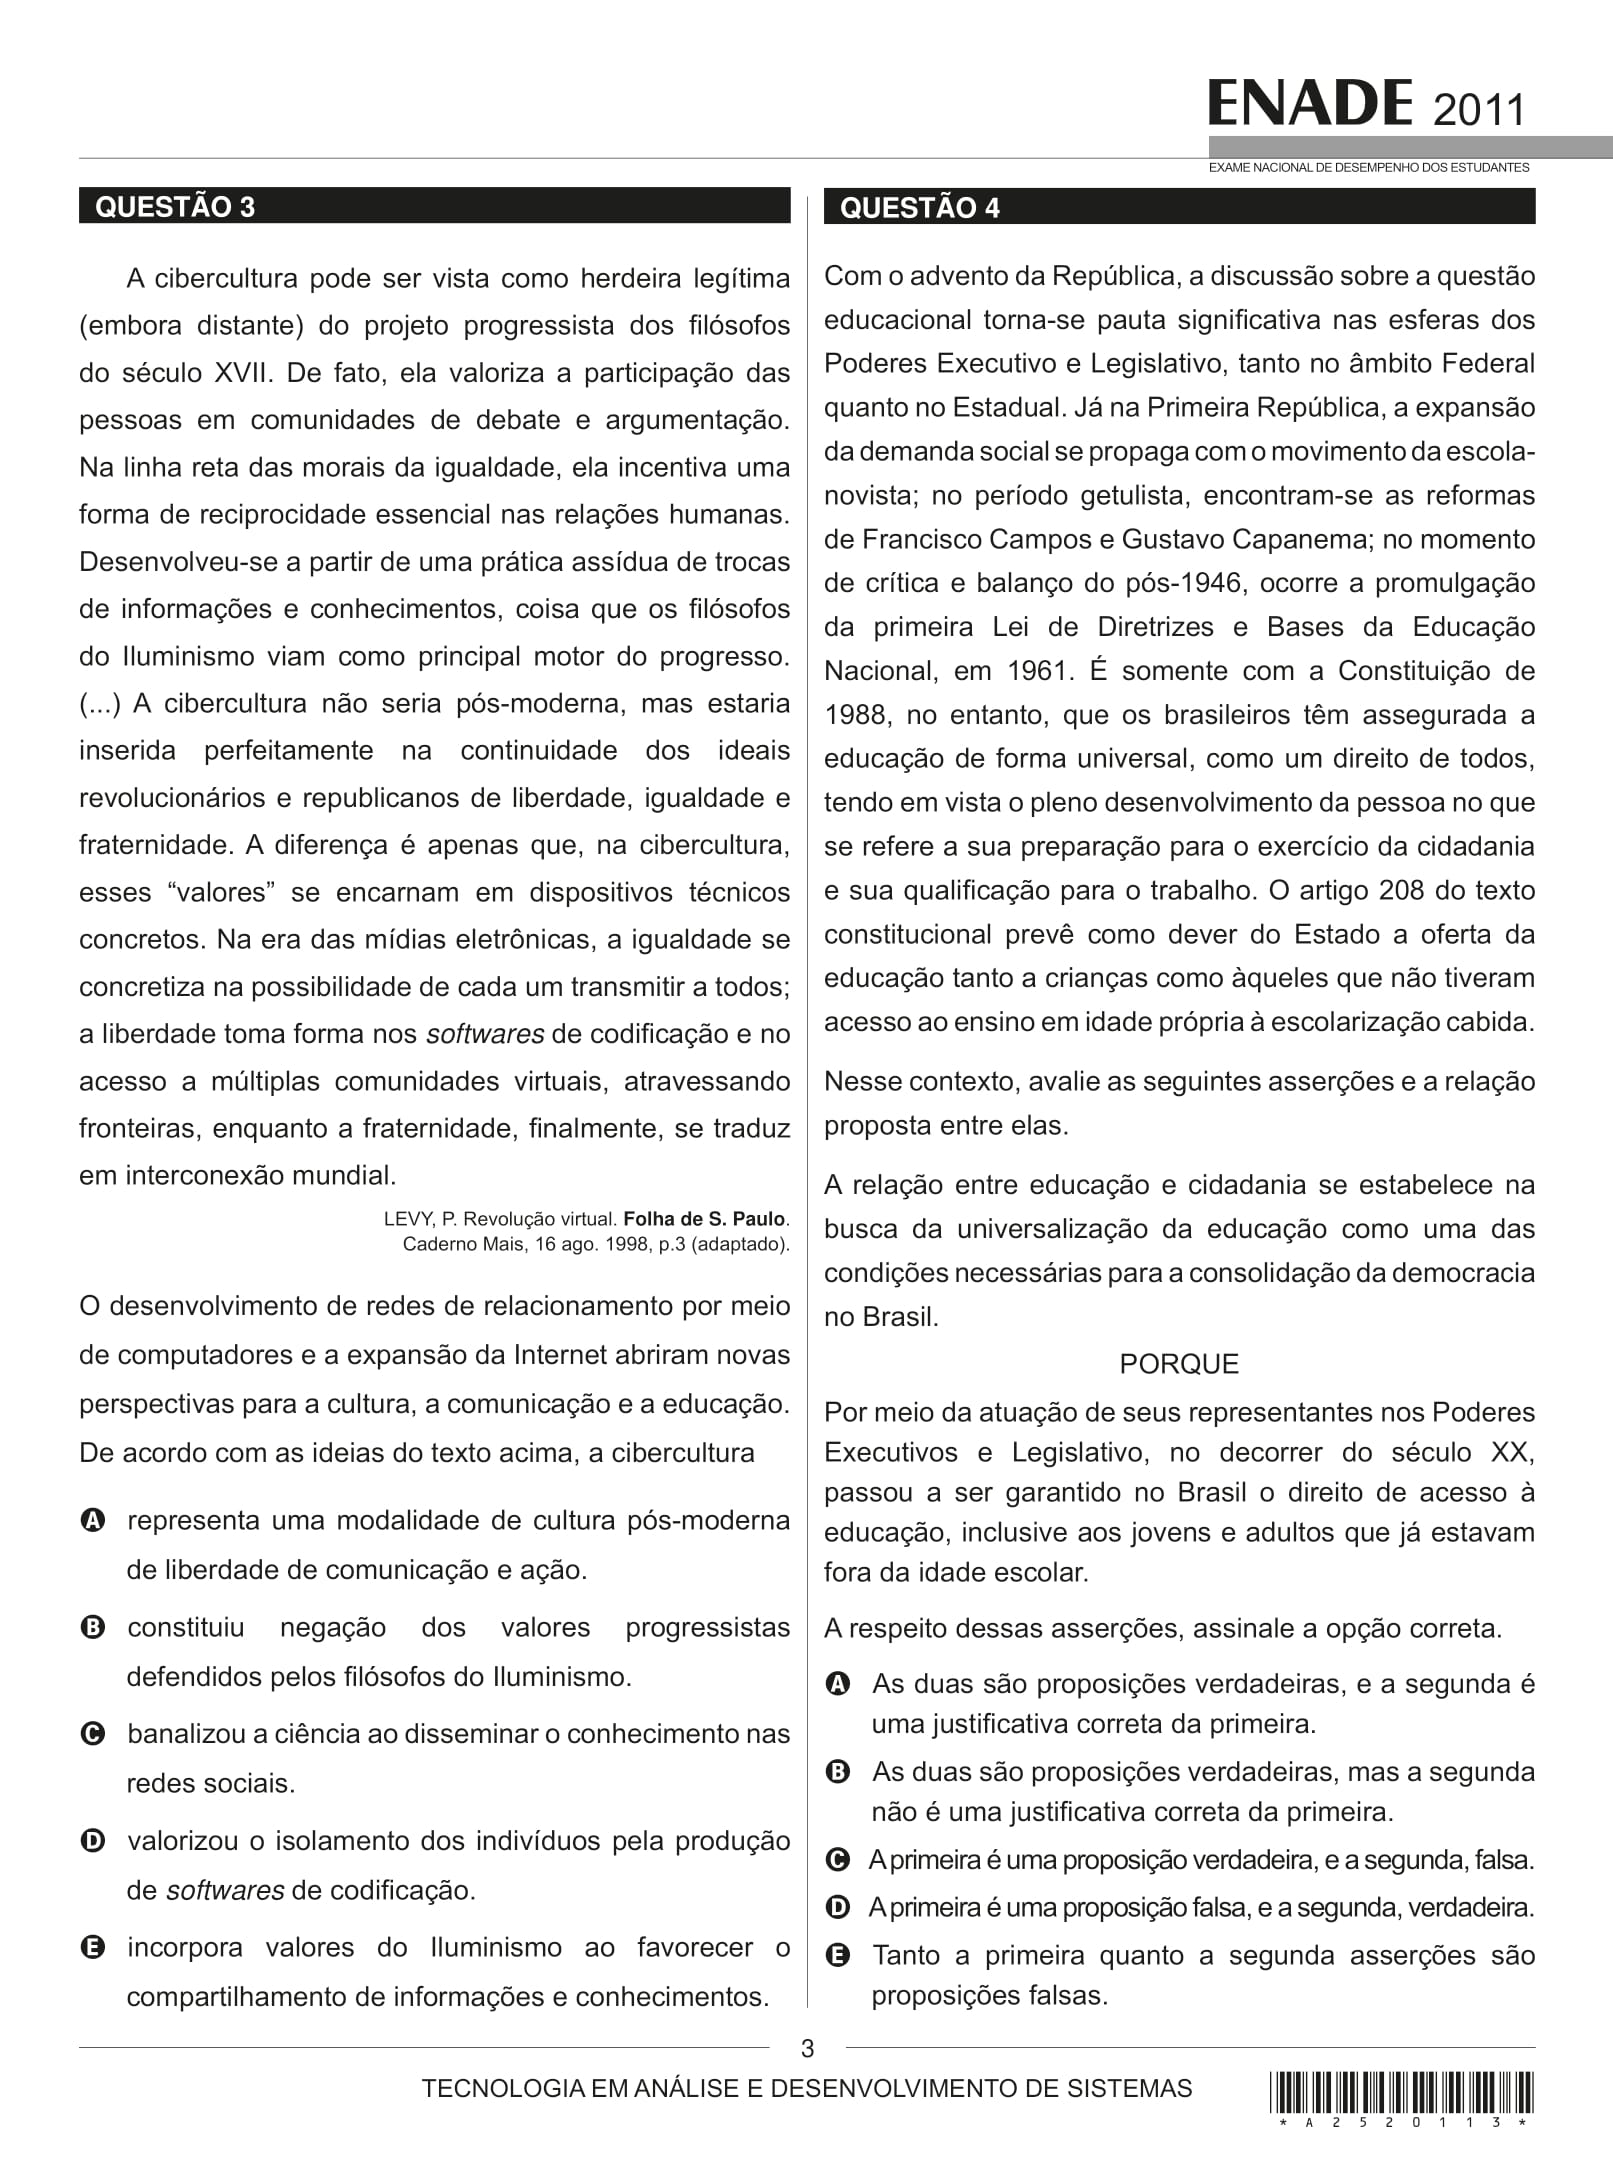 ENADE 2011
EXAME NACIONAL DE DESEMPENHO DOS ESTUDANTES
QUESTÃO 3
A cibercultura pode ser vista como herdeira legítima
(embora distante) do projeto progressista dos filósofos
do século XVII. De fato, ela valoriza a participação das
pessoas em comunidades de debate e argumentação.
Na linha reta das morais da igualdade, ela incentiva uma
forma de reciprocidade essencial nas relações humanas.
Desenvolveu-se a partir de uma prática assídua de trocas
de informações e conhecimentos, coisa que os filósofos
do Iluminismo viam como principal motor do progresso.
(...) A cibercultura não seria pós-moderna, mas estaria
inserida perfeitamente na continuidade dos ideais
revolucionários e republicanos de liberdade, igualdade e
fraternidade. A diferença é apenas que, na cibercultura,
esses “valores” se encarnam em dispositivos técnicos
concretos. Na era das mídias eletrônicas, a igualdade se
concretiza na possibilidade de cada um transmitir a todos;
a liberdade toma forma nos softwares de codificação e no
acesso a múltiplas comunidades virtuais, atravessando
fronteiras, enquanto a fraternidade, finalmente, se traduz
em interconexão mundial.
LEVY, P. Revolução virtual. Folha de S. Paulo.
Caderno Mais, 16 ago. 1998, p.3 (adaptado).
O desenvolvimento de redes de relacionamento por meio
de computadores e a expansão da Internet abriram novas
perspectivas para a cultura, a comunicação e a educação.
De acordo com as ideias do texto acima, a cibercultura
A representa uma modalidade de cultura pós-moderna
de liberdade de comunicação e ação.
B constituiu negação dos valores progressistas
defendidos pelos filósofos do Iluminismo.
C banalizou a ciência ao disseminar o conhecimento nas
redes sociais.
D valorizou o isolamento dos indivíduos pela produção
de softwares de codificação.
E incorpora valores do Iluminismo ao favorecer o
compartilhamento de informações e conhecimentos.
QUESTÃO 4
Com o advento da República, a discussão sobre a questão
educacional torna-se pauta significativa nas esferas dos
Poderes Executivo e Legislativo, tanto no âmbito Federal
quanto no Estadual. Já na Primeira República, a expansão
da demanda social se propaga com o movimento da escola-
novista; no período getulista, encontram-se as reformas
de Francisco Campos e Gustavo Capanema; no momento
de crítica e balanço do pós-1946, ocorre a promulgação
da primeira Lei de Diretrizes e Bases da Educação
Nacional, em 1961. É somente com a Constituição de
1988, no entanto, que os brasileiros têm assegurada a
educação de forma universal, como um direito de todos,
tendo em vista o pleno desenvolvimento da pessoa no que
se refere a sua preparação para o exercício da cidadania
e sua qualificação para o trabalho. O artigo 208 do texto
constitucional prevê como dever do Estado a oferta da
educação tanto a crianças como àqueles que não tiveram
acesso ao ensino em idade própria à escolarização cabida.
Nesse contexto, avalie as seguintes asserções e a relação
proposta entre elas.
A relação entre educação e cidadania se estabelece na
busca da universalização da educação como uma das
condições necessárias para a consolidação da democracia
no Brasil.
PORQUE
Por meio da atuação de seus representantes nos Poderes
Executivos e Legislativo, no decorrer do século XX,
passou a ser garantido no Brasil o direito de acesso à
educação, inclusive aos jovens e adultos que já estavam
fora da idade escolar.
A respeito dessas asserções, assinale a opção correta.
A As duas são proposições verdadeiras, e a segunda é
uma justificativa correta da primeira.
B As duas são proposições verdadeiras, mas a segunda
não é uma justificativa correta da primeira.
C A primeira é uma proposição verdadeira, e a segunda, falsa.
D A primeira é uma proposição falsa, e a segunda, verdadeira.
E Tanto a primeira quanto a segunda asserções são
proposições falsas.
3
TECNOLOGIA EM ANÁLISE E DESENVOLVIMENTO DE SISTEMAS
* A 2 5 2 0 1 1 3 *